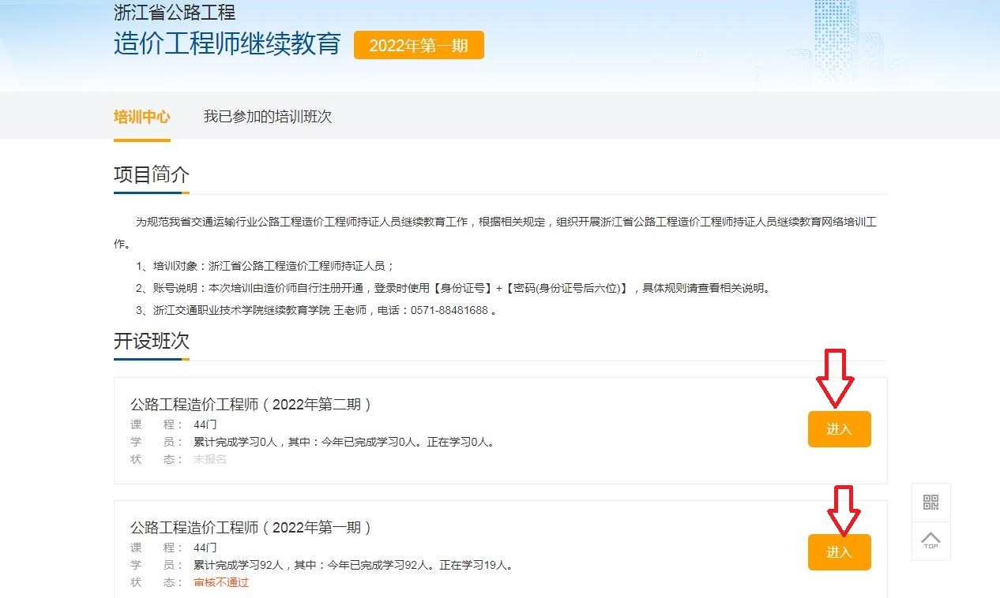 浙江省公路工程
造价工程师继续教育 2022年第一期
培训中心 我已参加的培训班次
项目简介
为规范我省交通运输行业公路工程造价工程师持证人员继续教育工作，根据相关规定，组织开展浙江省公路工程造价工程师持证人员继续教育网络培训工
作。
1、培训对象：浙江省公路工程造价工程师持证人员；
2、账号说明：本次培训由造价师自行注册开通，登录时使用【身份证号】+【密码(身份证号后六位)】，具体规则请查看相关说明。
3、浙江交通职业技术学院继续教育学院 王老师，电话：0571-88481688 。
开设班次
公路工程造价工程师（2022年第二期）
课 程： 44门
进入
学 员： 累计完成学习0人，其中：今年已完成学习0人。正在学习0人。
状 态： 未报名
公路工程造价工程师（2022年第一期）
课 程： 44门
进入
学 员： 累计完成学习92人，其中：今年已完成学习92人。正在学习19人。
状 态： 审核不通过
TOP